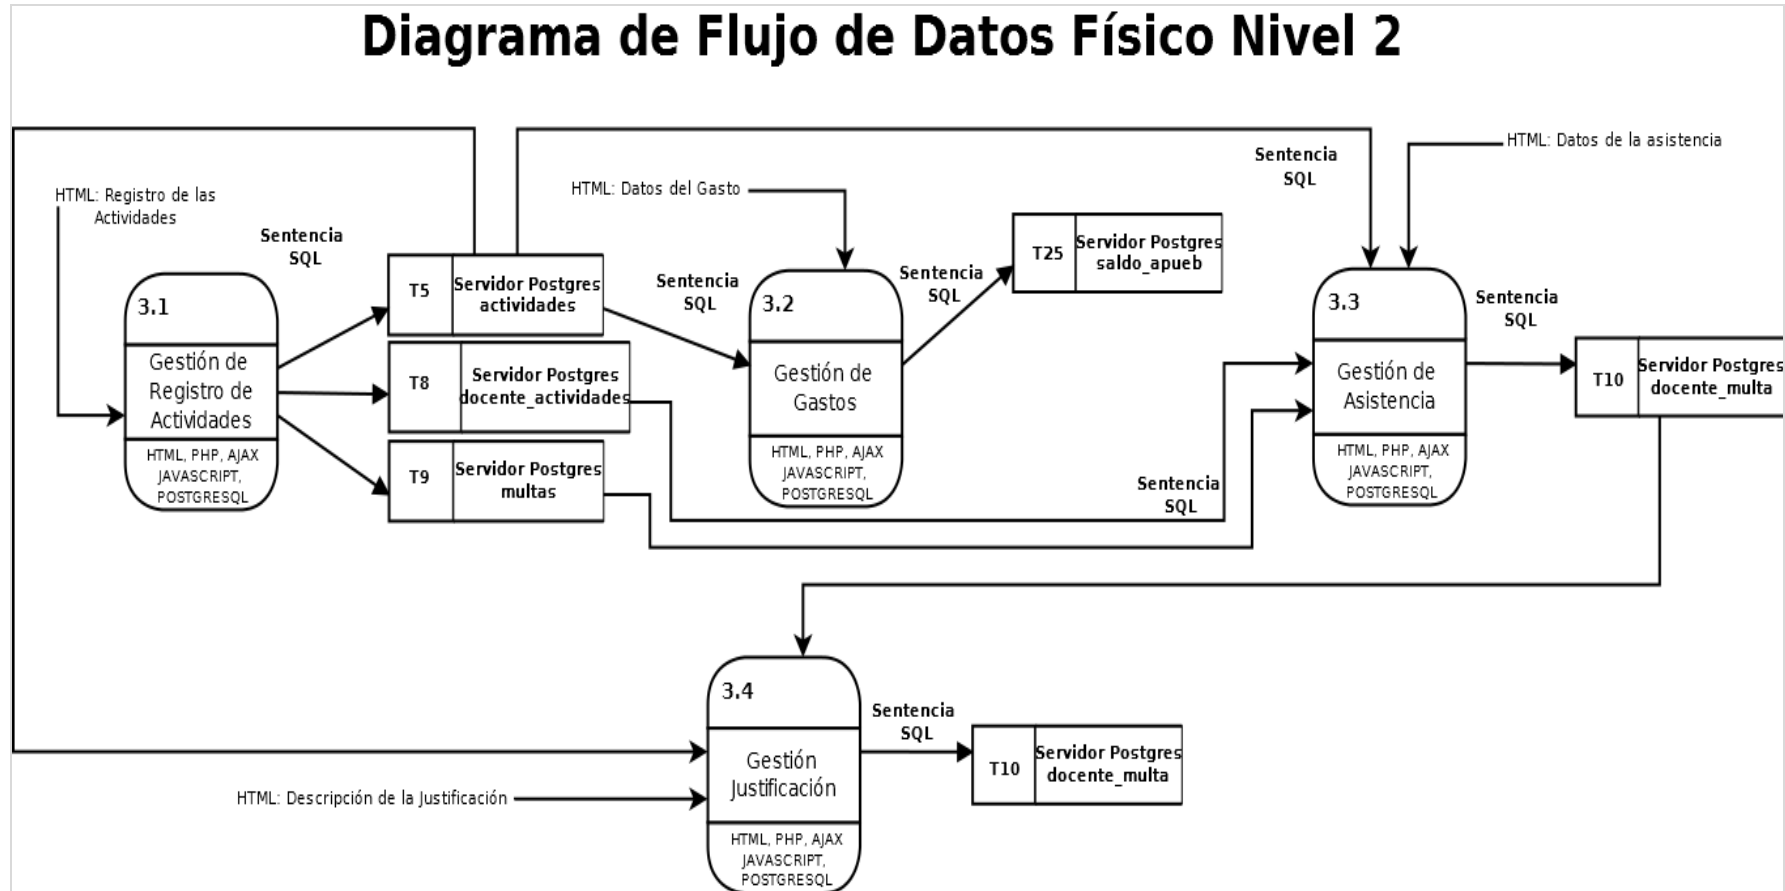 Diagrama de Flujo de Datos Físico Nivel 2
HTML: Registro de las
Actividades
Sentencia
SQL
3.1
Gestión de
Registro de
Actividades
HTML, PHP, AJAX
JAVASCRIPT,
POSTGRESQL
T5
Servidor Postgres
actividades
T8
Servidor Postgres
docente_actividades
T9
Servidor Postgres
multas
HTML: Datos del Gasto
Sentencia
SQL
3.2
Gestión de
Gastos
HTML, PHP, AJAX
JAVASCRIPT,
POSTGRESQL
Sentencia
SQL
T25
Servidor Postgres
saldo_apueb
Sentencia
SQL
HTML: Datos de la asistencia
Sentencia
SQL
3.3
Gestión de
Asistencia
HTML, PHP, AJAX
JAVASCRIPT,
POSTGRESQL
Sentencia
SQL
T10
Servidor Postgres
docente_multa
3.4
Gestión
Justificación
HTML, PHP, AJAX
JAVASCRIPT,
POSTGRESQL
HTML: Descripción de la Justificación
Sentencia
SQL
T10
Servidor Postgres
docente_multa